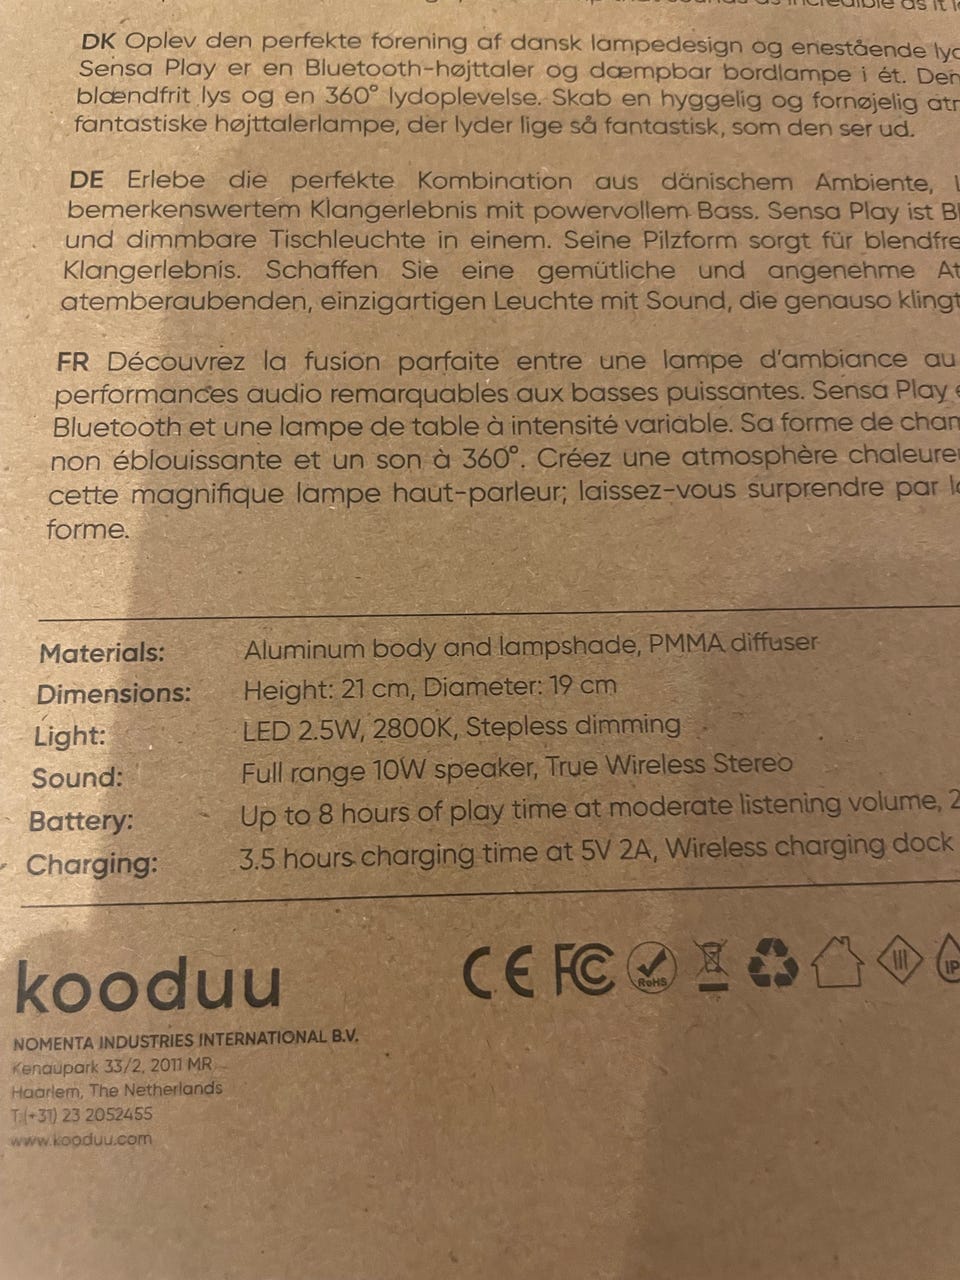 incredible as it
DK Oplev den perfekte forening af dansk lampedesign og enestående
Sensa Play er en Bluetooth-højttaler og dæmpbar bordlampe i ét. Den
blændfrit lys og en 360° lydoplevelse. Skab en hyggelig og fornøjelig
fantastiske højttalerlampe, der lyder lige så fantastisk, som den ser ud.
DE Erlebe die perfekte Kombination aus dänischem Ambiente,
bemerkenswertem Klangerlebnis mit powervollem Bass. Sensa Play ist
und dimmbare Tischleuchte in einem. Seine Pilzform sorgt für
Klangerlebnis. Schaffen Sie eine gemütliche und angenehme
atemberaubenden, einzigartigen Leuchte mit Sound, die genauso klingt
FR Découvrez la fusion parfaite entre une lampe d'ambiance au
performances audio remarquables aux basses puissantes. Sensa Play
Bluetooth et une lampe de table à intensité variable. Sa forme de
non éblouissante et un son à 360°. Créez une atmosphère
cette magnifique lampe haut-parleur; laissez-vous surprendre par
forme.
Materials: Aluminum body and lampshade, PMMA diffuser
Dimensions: Height: 21 cm, Diameter: 19 cm
Light: LED 2.5W, 2800K, Stepless dimming
Sound: Full range 10W speaker, True Wireless Stereo
Battery: Up to 8 hours of play time at moderate listening volume,
Charging: 3.5 hours charging time at 5V 2A, Wireless charging dock
kooduu
CE FC RoHS III IP
NOMENTA INDUSTRIES INTERNATIONAL B.V.
Kenaupark 33/2, 2011 MR
Haarlem, The Netherlands
T (+31) 23 2052455
www.kooduu.com